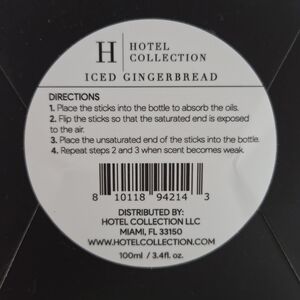 H HOTEL
COLLECTION
ICED GINGERBREAD
DIRECTIONS
1. Place the sticks into the bottle to absorb the oils.
2. Flip the sticks so that the saturated end is exposed
to the air.
3. Place the unsaturated end of the sticks into the bottle.
4. Repeat steps 2 and 3 when scent becomes weak.
8 10118 94214 3
DISTRIBUTED BY:
HOTEL COLLECTION LLC
MIAMI, FL 33150
WWW.HOTELCOLLECTION.COM
100ml / 3.4fl. oz.